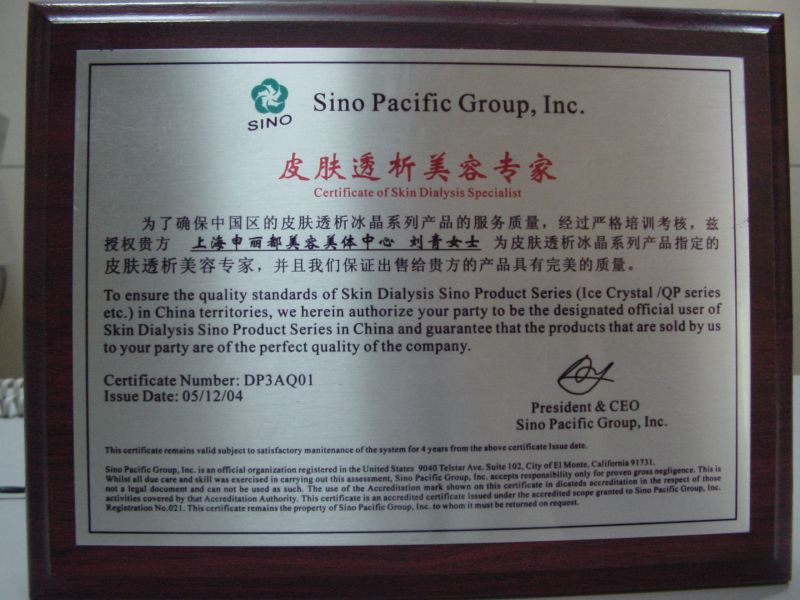 SINO
Sino Pacific Group, Inc.
皮肤透析美容专家
Certificate of Skin Dialysis Specialist
为了确保中国区的皮肤透析冰晶系列产品的服务质量，经过严格培训考核，兹
授权贵方 上海申丽都美容美体中心 刘青女士 为皮肤透析冰晶系列产品指定的
皮肤透析美容专家，并且我们保证出售给贵方的产品具有完美的质量。
To ensure the quality standards of Skin Dialysis Sino Product Series (Ice Crystal /QP series
etc.) in China territories, we herein authorize your party to be the designated official user of
Skin Dialysis Sino Product Series in China and guarantee that the products that are sold by us
to your party are of the perfect quality of the company.
Certificate Number: DP3AQ01
Issue Date: 05/12/04
President & CEO
Sino Pacific Group, Inc.
This certificate remains valid subject to satisfactory manitenance of the system for 4 years from the above certificate Issue date.
Sino Pacific Group, Inc. is an official organization registered in the United States 9040 Telstar Ave. Suite 102, City of El Monte, California 91731.
Whilst all due care and skill was exercised in carrying out this assessment, Sino Pacific Group, Inc. accepts responsibility only for proven gross negligence. This is
not a legal document and can not be used as such. The use of the Accreditation mark shown on this certificate in dicateds accreditation in the respect of those
activities covered by that Accreditation Authority. This certificate is an accredited certificate issued under the accredited scope granted to Sino Pacific Group, Inc.
Registration No.021. This certificate remains the property of Sino Pacific Group, Inc. to whom it must be returned on request.